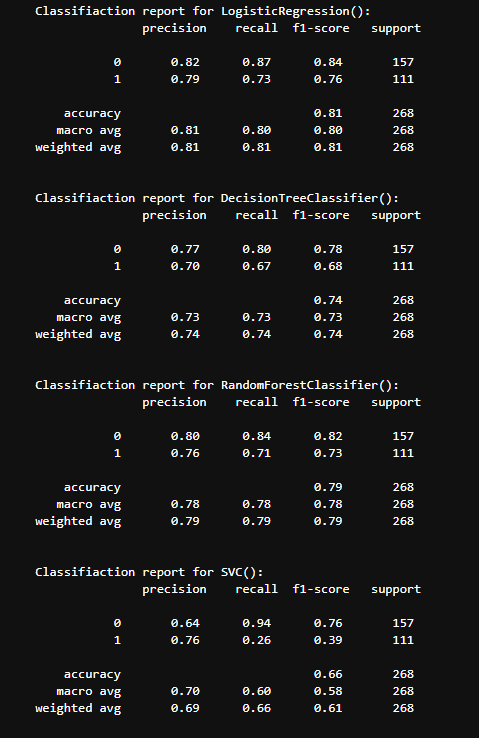 Classifiaction report for LogisticRegression():
precision recall f1-score support
0 0.82 0.87 0.84 157
1 0.79 0.73 0.76 111
accuracy 0.81 268
macro avg 0.81 0.80 0.80 268
weighted avg 0.81 0.81 0.81 268
Classifiaction report for DecisionTreeClassifier():
precision recall f1-score support
0 0.77 0.80 0.78 157
1 0.70 0.67 0.68 111
accuracy 0.74 268
macro avg 0.73 0.73 0.73 268
weighted avg 0.74 0.74 0.74 268
Classifiaction report for RandomForestClassifier():
precision recall f1-score support
0 0.80 0.84 0.82 157
1 0.76 0.71 0.73 111
accuracy 0.79 268
macro avg 0.78 0.78 0.78 268
weighted avg 0.79 0.79 0.79 268
Classifiaction report for SVC():
precision recall f1-score support
0 0.64 0.94 0.76 157
1 0.76 0.26 0.39 111
accuracy 0.66 268
macro avg 0.70 0.60 0.58 268
weighted avg 0.69 0.66 0.61 268